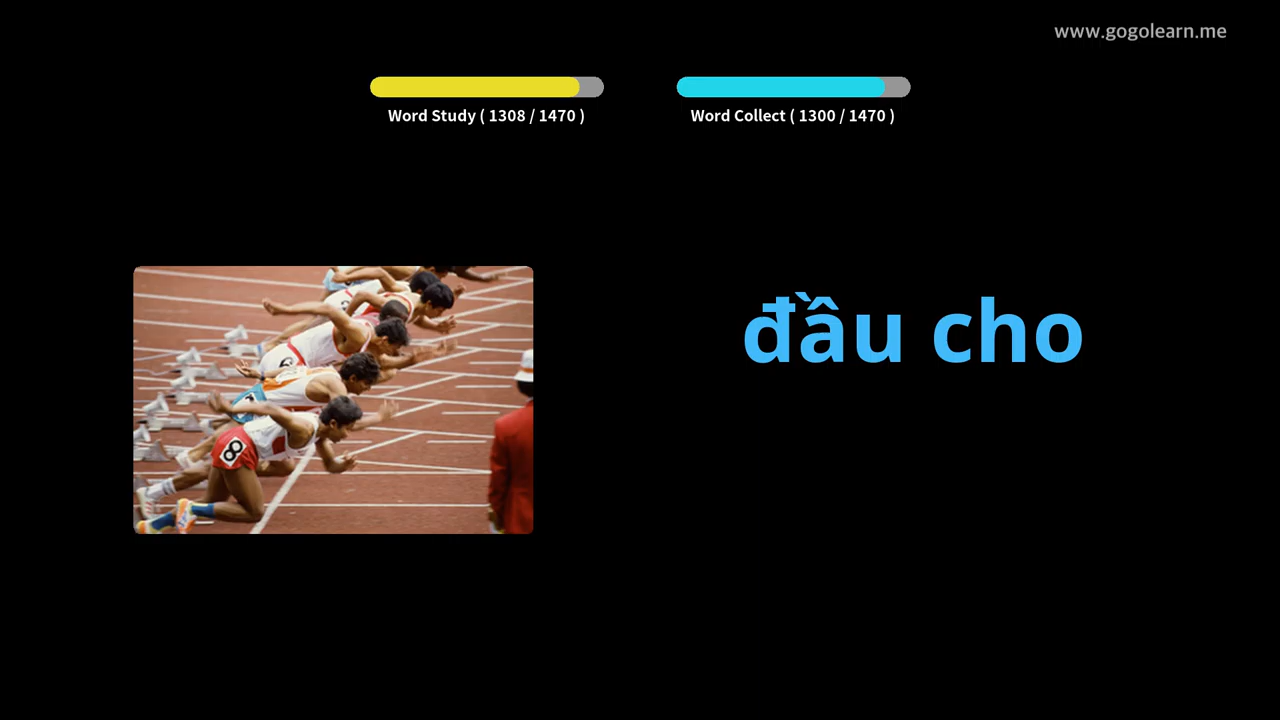 www.gogolearn.me
Word Study ( 1308 / 1470 )
Word Collect ( 1300 / 1470 )
đầu cho
8